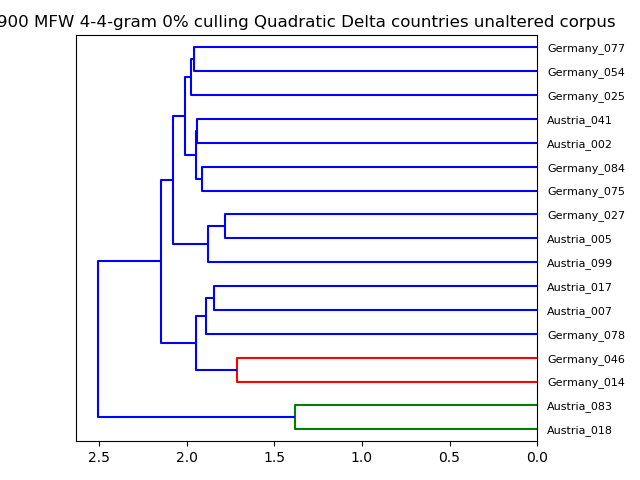 900 MFW 4-4-gram 0% culling Quadratic Delta countries unaltered corpus
Germany_077
Germany_054
Germany_025
Austria_041
Austria_002
Germany_084
Germany_075
Germany_027
Austria_005
Austria_099
Austria_017
Austria_007
Germany_078
Germany_046
Germany_014
Austria_083
Austria_018
2.5 2.0 1.5 1.0 0.5 0.0